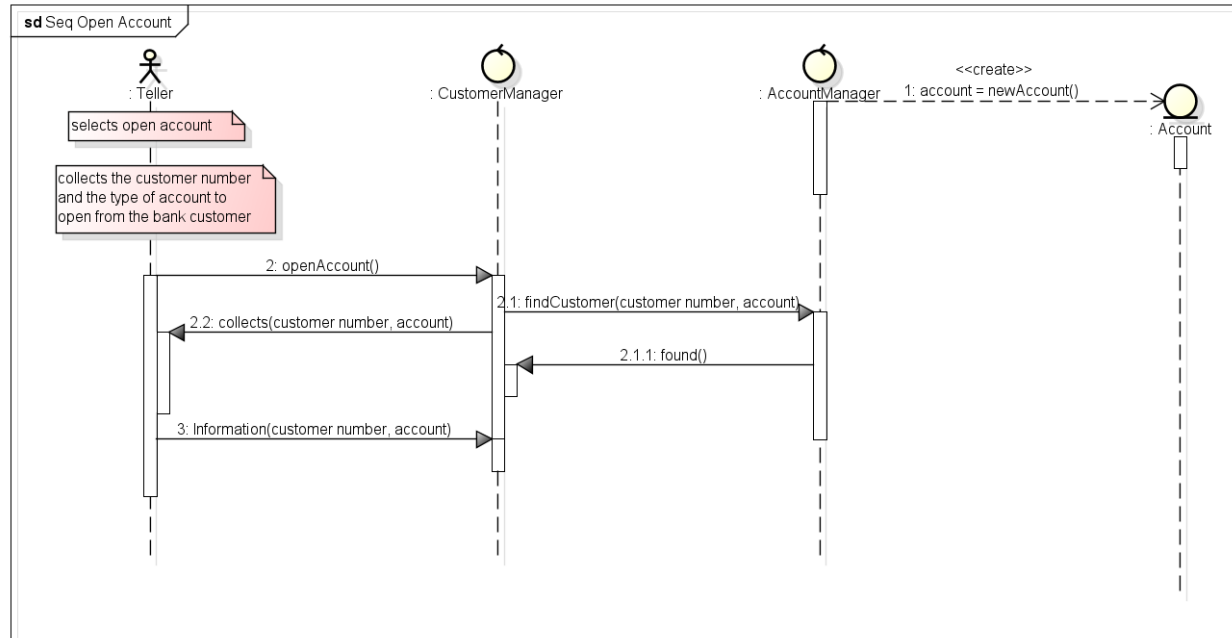 sd Seq Open Account
: Teller
: CustomerManager
: AccountManager
<<create>>
1: account = newAccount()
: Account
selects open account
collects the customer number
and the type of account to
open from the bank customer
2: openAccount()
2.1: findCustomer(customer number, account)
2.2: collects(customer number, account)
2.1.1: found()
3: Information(customer number, account)